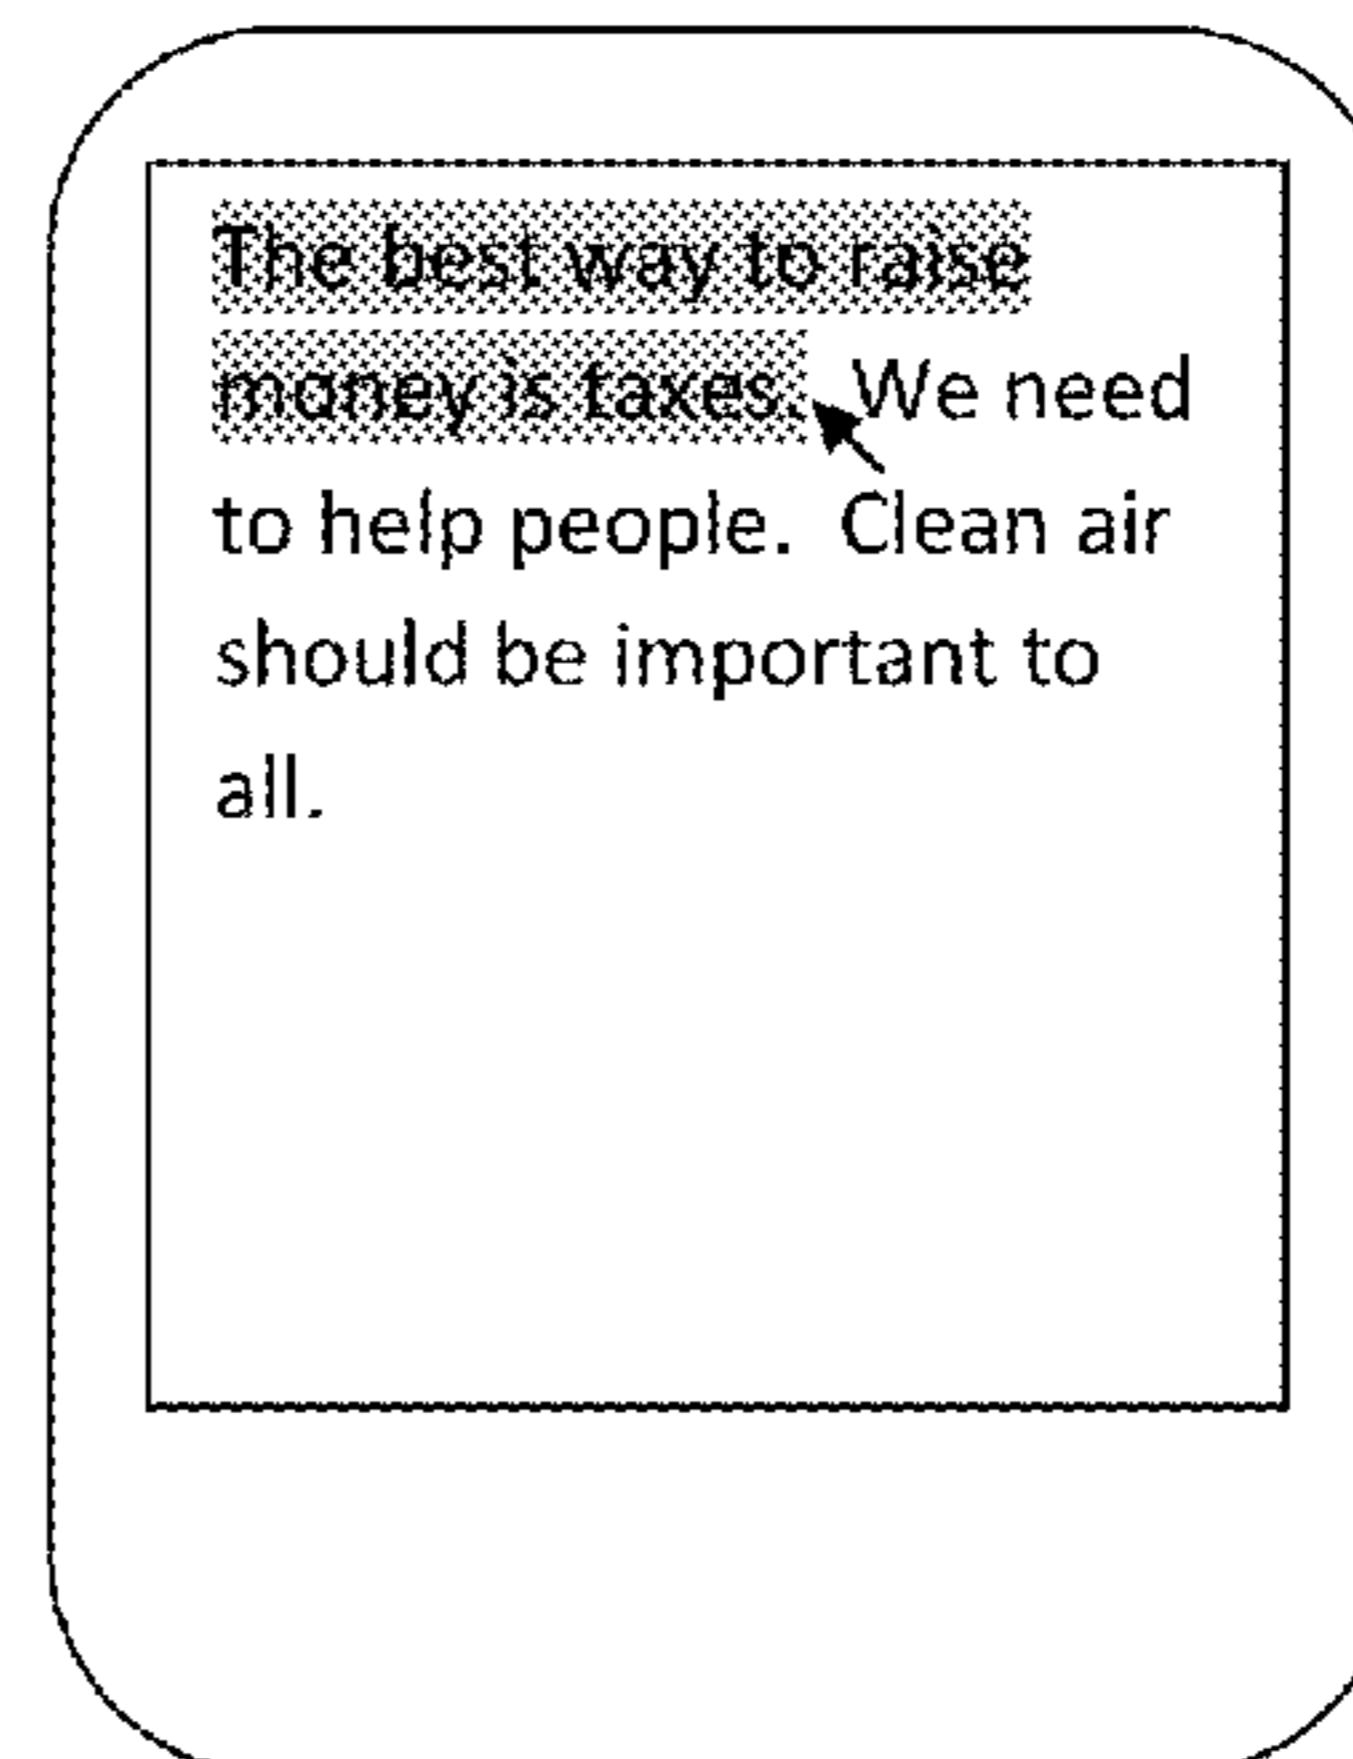 The best way to raise
money is taxes.  We need
to help people.  Clean air
should be important to
all.